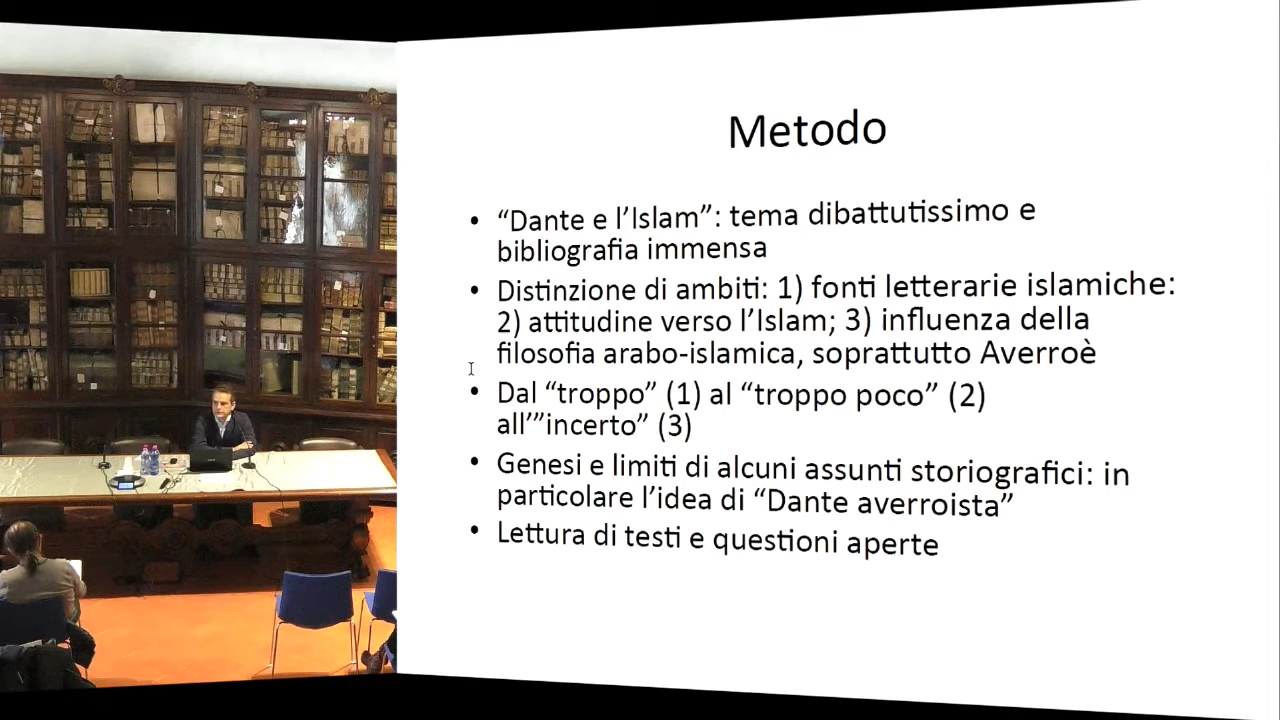 Metodo
• “Dante e l’Islam”: tema dibattutissimo e
bibliografia immensa
• Distinzione di ambiti: 1) fonti letterarie islamiche:
2) attitudine verso l’Islam; 3) influenza della
filosofia arabo-islamica, soprattutto Averroè
• Dal “troppo” (1) al “troppo poco” (2)
all’”incerto” (3)
• Genesi e limiti di alcuni assunti storiografici: in
particolare l’idea di “Dante averroista”
• Lettura di testi e questioni aperte